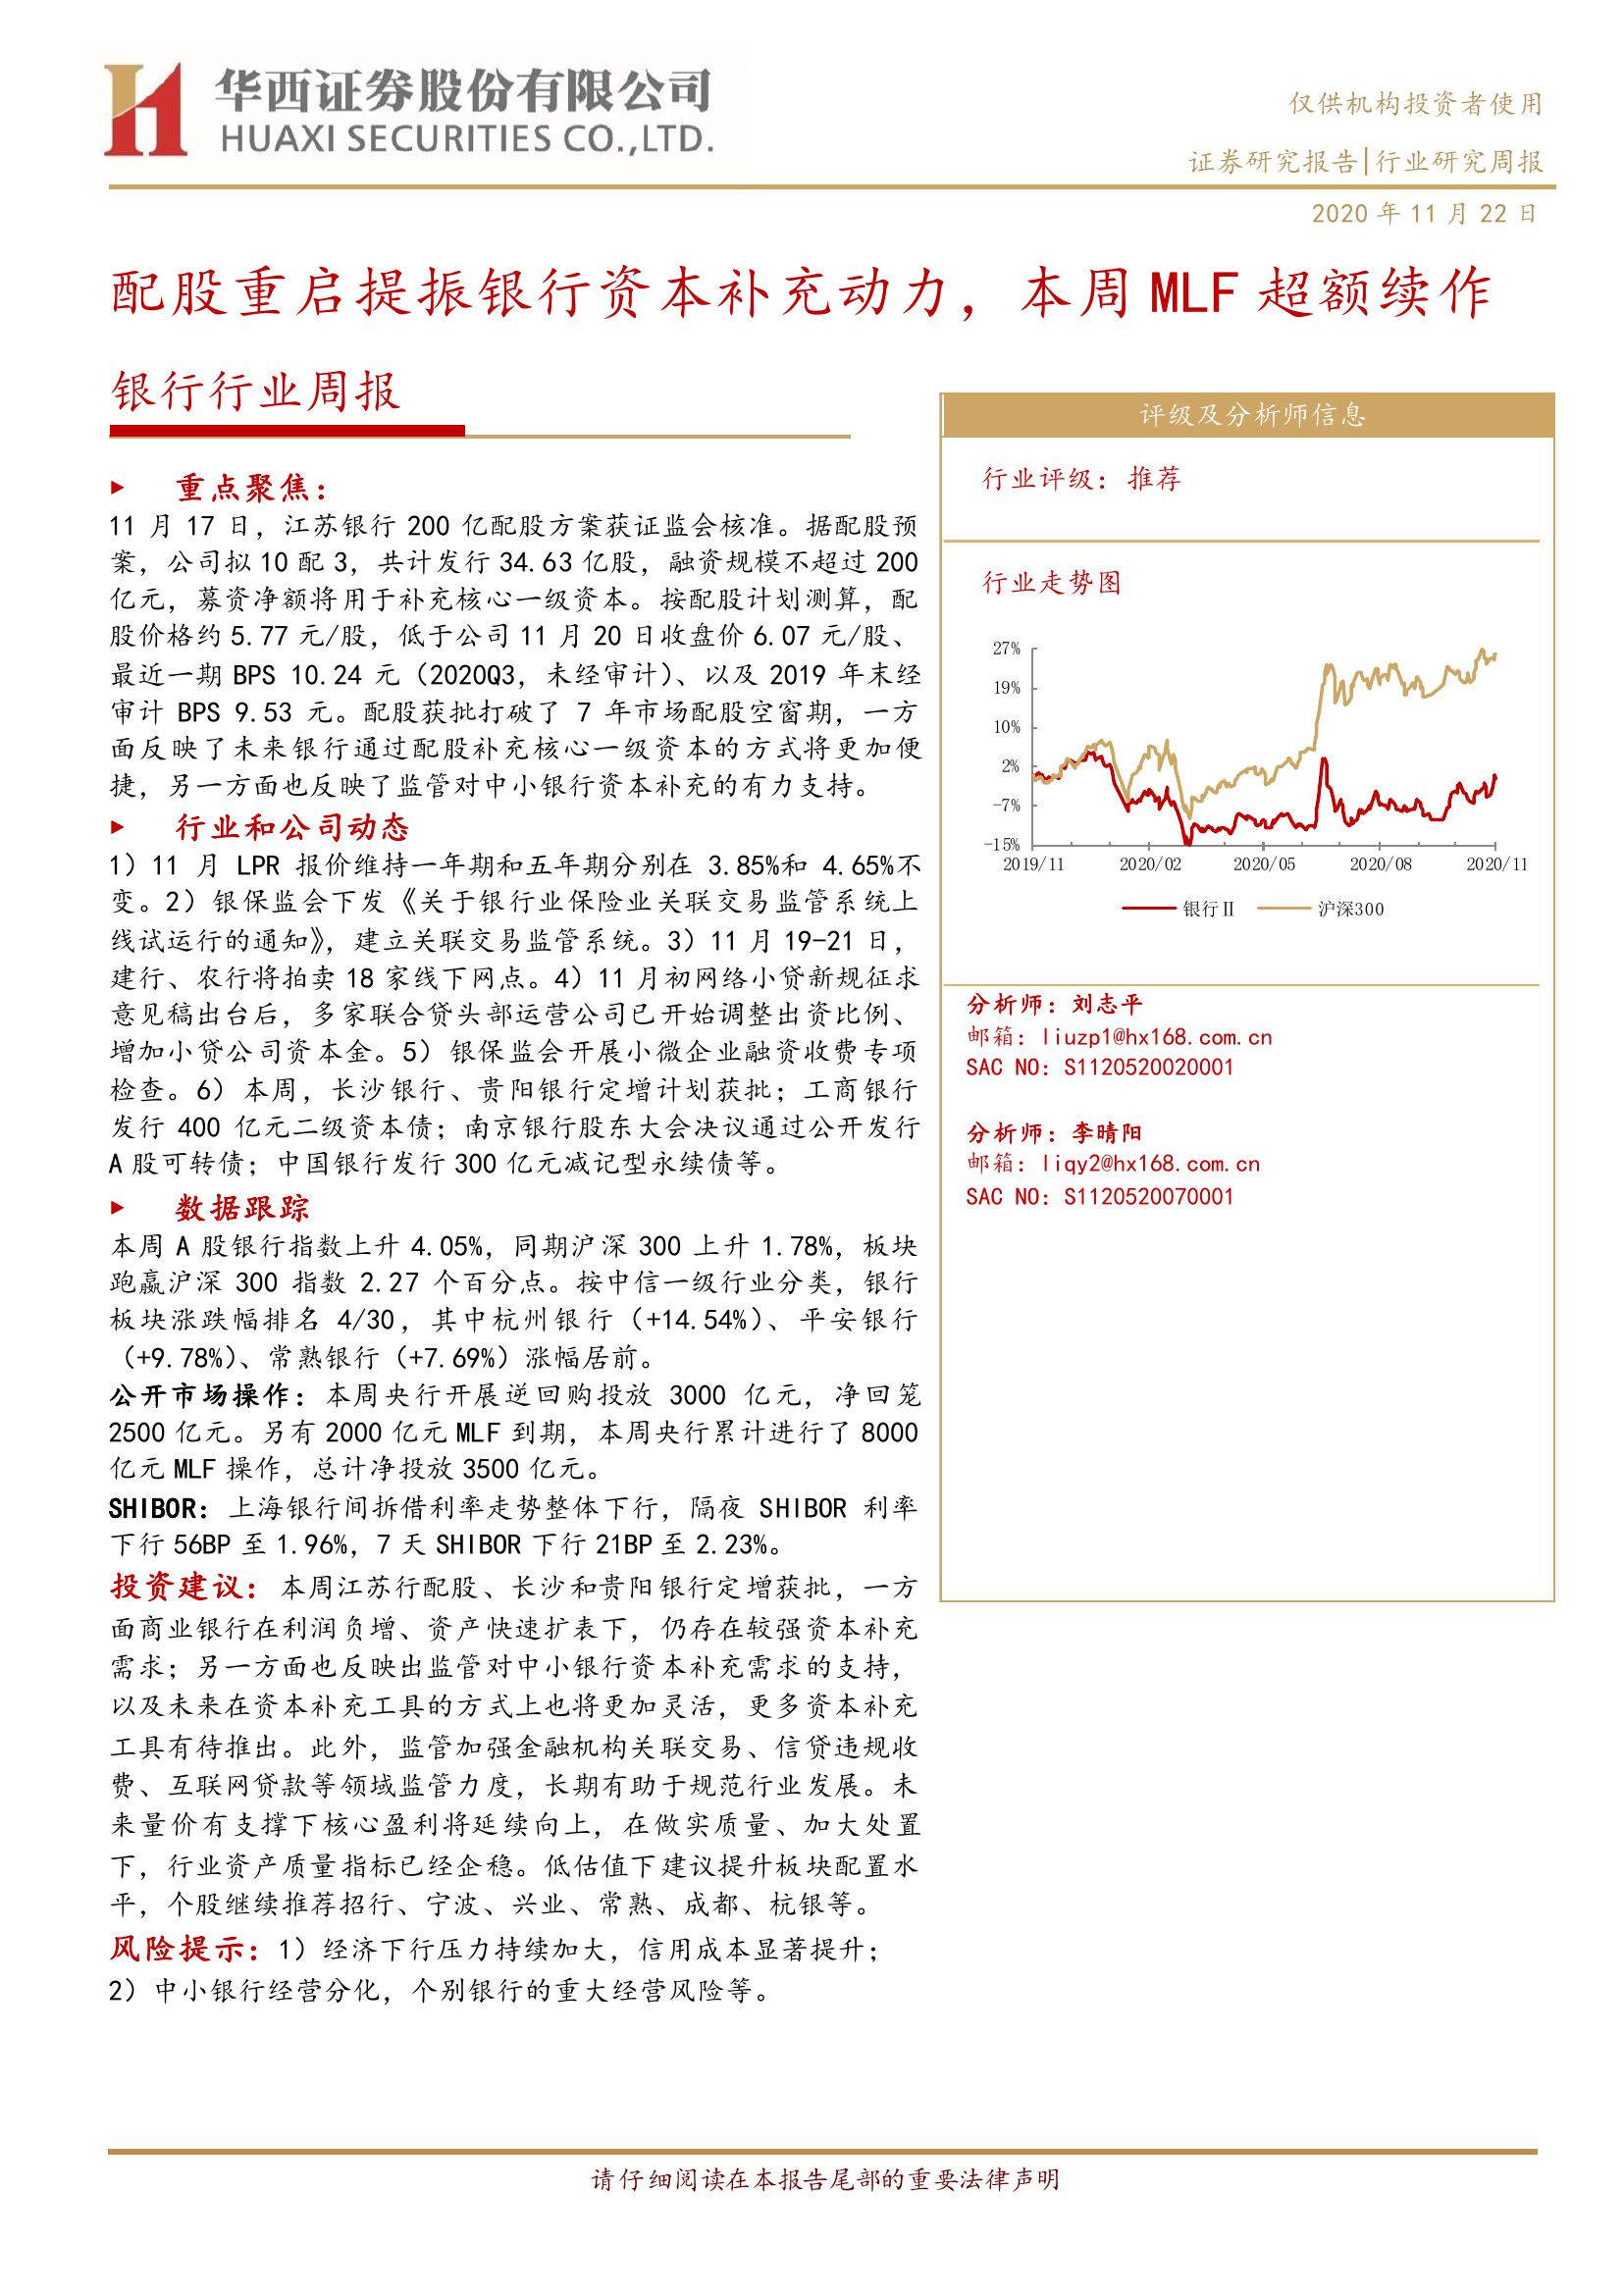 华西证券股份有限公司
HUAXI SECURITIES CO.,LTD.
仅供机构投资者使用
证券研究报告|行业研究周报
2020 年 11 月 22 日
配股重启提振银行资本补充动力，本周 MLF 超额续作
银行行业周报
重点聚焦：
11 月 17 日，江苏银行 200 亿配股方案获证监会核准。据配股预
案，公司拟 10 配 3，共计发行 34.63 亿股，融资规模不超过 200
亿元，募资净额将用于补充核心一级资本。按配股计划测算，配
股价格约 5.77 元/股，低于公司 11 月 20 日收盘价 6.07 元/股、
最近一期 BPS 10.24 元（2020Q3，未经审计）、以及 2019 年末经
审计 BPS 9.53 元。配股获批打破了 7 年市场配股空窗期，一方
面反映了未来银行通过配股补充核心一级资本的方式将更加便
捷，另一方面也反映了监管对中小银行资本补充的有力支持。
行业和公司动态
1）11 月 LPR 报价维持一年期和五年期分别在 3.85%和 4.65%不
变。2）银保监会下发《关于银行业保险业关联交易监管系统上
线试运行的通知》，建立关联交易监管系统。3）11 月 19-21 日，
建行、农行将拍卖 18 家线下网点。4）11 月初网络小贷新规征求
意见稿出台后，多家联合贷头部运营公司已开始调整出资比例、
增加小贷公司资本金。5）银保监会开展小微企业融资收费专项
检查。6）本周，长沙银行、贵阳银行定增计划获批；工商银行
发行 400 亿元二级资本债；南京银行股东大会决议通过公开发行
A 股可转债；中国银行发行 300 亿元减记型永续债等。
数据跟踪
本周 A 股银行指数上升 4.05%，同期沪深 300 上升 1.78%，板块
跑赢沪深 300 指数 2.27 个百分点。按中信一级行业分类，银行
板块涨跌幅排名 4/30，其中杭州银行（+14.54%）、平安银行
（+9.78%）、常熟银行（+7.69%）涨幅居前。
公开市场操作：本周央行开展逆回购投放 3000 亿元，净回笼
2500 亿元。另有 2000 亿元 MLF 到期，本周央行累计进行了 8000
亿元 MLF 操作，总计净投放 3500 亿元。
SHIBOR：上海银行间拆借利率走势整体下行，隔夜 SHIBOR 利率
下行 56BP 至 1.96%，7 天 SHIBOR 下行 21BP 至 2.23%。
投资建议：本周江苏行配股、长沙和贵阳银行定增获批，一方
面商业银行在利润负增、资产快速扩表下，仍存在较强资本补充
需求；另一方面也反映出监管对中小银行资本补充需求的支持，
以及未来在资本补充工具的方式上也将更加灵活，更多资本补充
工具有待推出。此外，监管加强金融机构关联交易、信贷违规收
费、互联网贷款等领域监管力度，长期有助于规范行业发展。未
来量价有支撑下核心盈利将延续向上，在做实质量、加大处置
下，行业资产质量指标已经企稳。低估值下建议提升板块配置水
平，个股继续推荐招行、宁波、兴业、常熟、成都、杭银等。
风险提示：1）经济下行压力持续加大，信用成本显著提升；
2）中小银行经营分化，个别银行的重大经营风险等。
评级及分析师信息
行业评级：推荐
行业走势图
27%
19%
10%
2%
-7%
-15%
2019/11 2020/02 2020/05 2020/08 2020/11
银行Ⅱ 沪深300
分析师：刘志平
邮箱：liuzp1@hx168.com.cn
SAC NO：S1120520020001
分析师：李晴阳
邮箱：liqy2@hx168.com.cn
SAC NO：S1120520070001
请仔细阅读在本报告尾部的重要法律声明